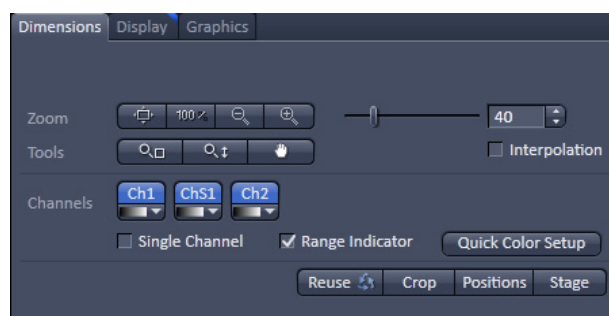 Dimensions Display Graphics
Zoom 100% 40
Tools Interpolation
Channels Ch1 ChS1 Ch2
Single Channel Range Indicator Quick Color Setup
Reuse Crop Positions Stage